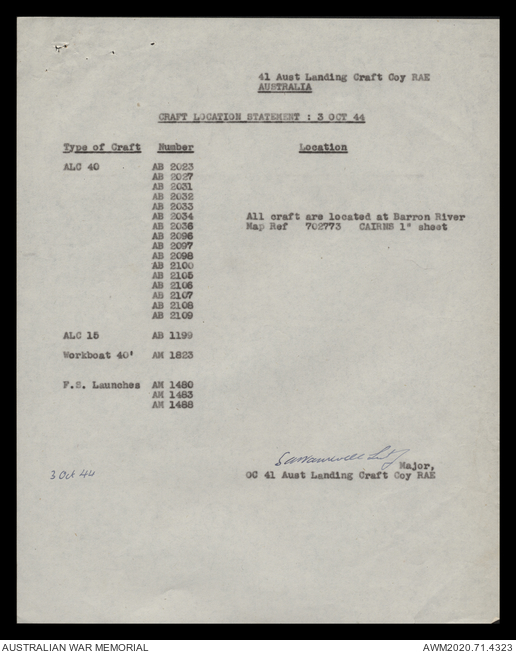 41 Aust Landing Craft Coy RAE
AUSTRALIA
CRAFT LOCATION STATEMENT : 3 OCT 44
Type of Craft Number Location
ALC 40 AB 2023
AB 2027
AB 2031
AB 2032
AB 2033
AB 2034 All craft are located at Barron River
AB 2036 Map Ref 702773 CAIRNS 1" sheet
AB 2096
AB 2097
AB 2098
AB 2100
AB 2105
AB 2106
AB 2107
AB 2108
AB 2109
ALC 15 AB 1199
Workboat 40' AM 1823
F.S. Launches AM 1480
AM 1483
AM 1488
Major,
3 Oct 44 OC 41 Aust Landing Craft Coy RAE
AUSTRALIAN WAR MEMORIAL AWM2020.71.4323